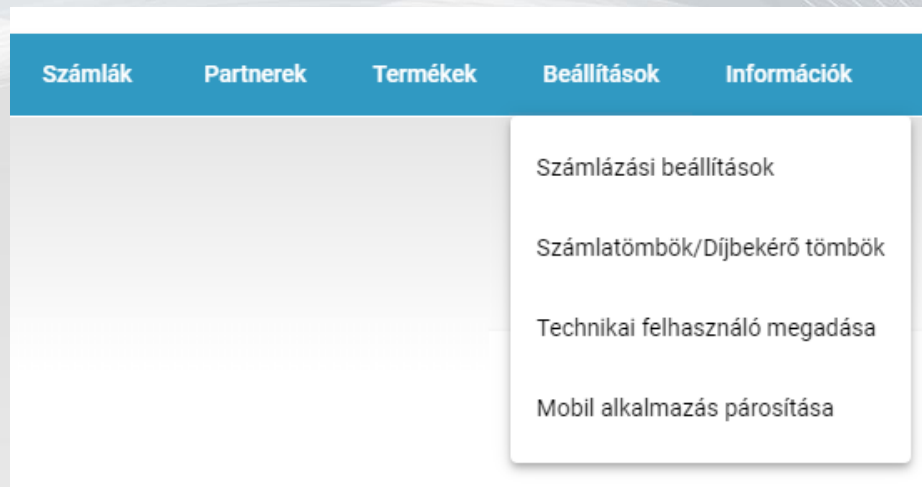 Számlák Partnerek Termékek Beállítások Információk
Számlázási beállítások
Számlatömbök/Díjbekérő tömbök
Technikai felhasználó megadása
Mobil alkalmazás párosítása